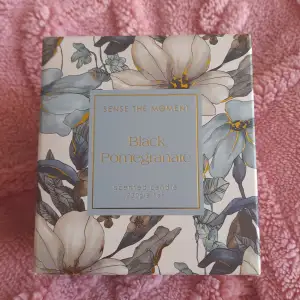 SENSE THE MOMENT
Black
Pomegranate
scented candle